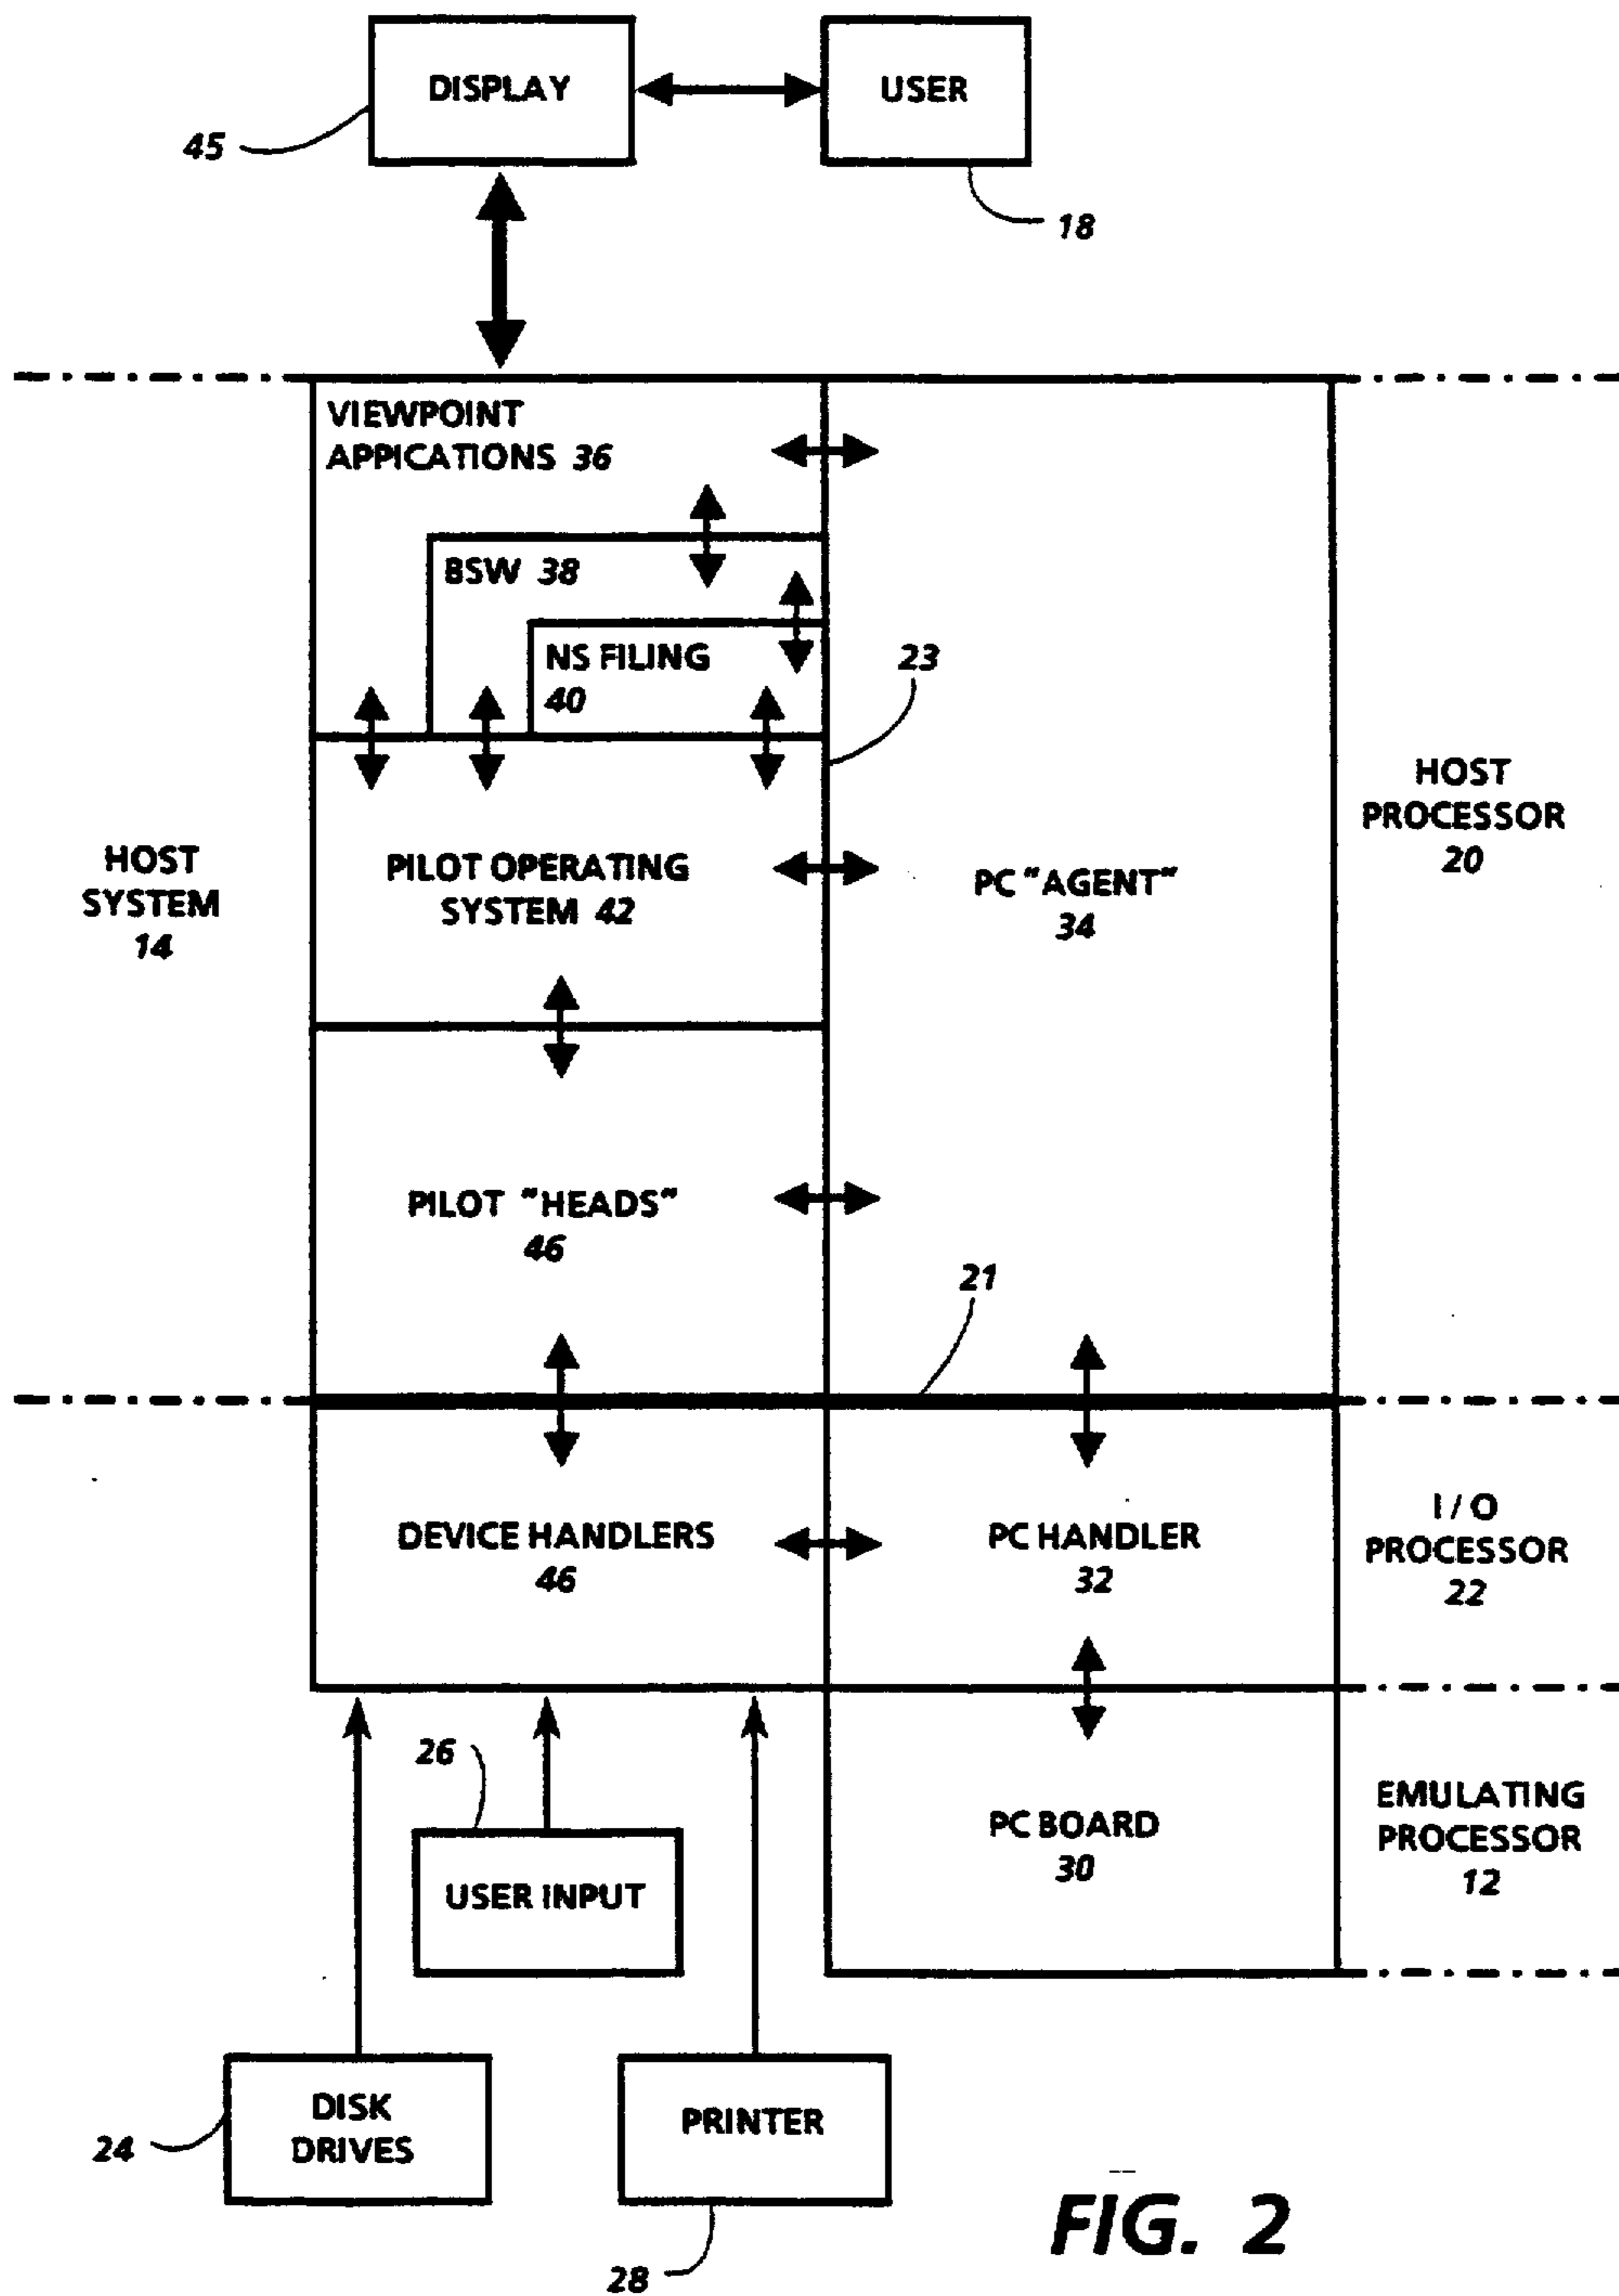 DISPLAY
USER
45
18
VIEWPOINT
APPICATIONS 36
BSW 38
NS FILING
40
23
HOST
PROCESSOR
20
HOST
SYSTEM
14
PILOT OPERATING
SYSTEM 42
PC "AGENT"
34
PILOT "HEADS"
46
21
DEVICE HANDLERS
46
PC HANDLER
32
I/O
PROCESSOR
22
26
USER INPUT
PC BOARD
30
EMULATING
PROCESSOR
12
DISK
DRIVES
24
PRINTER
28
FIG. 2